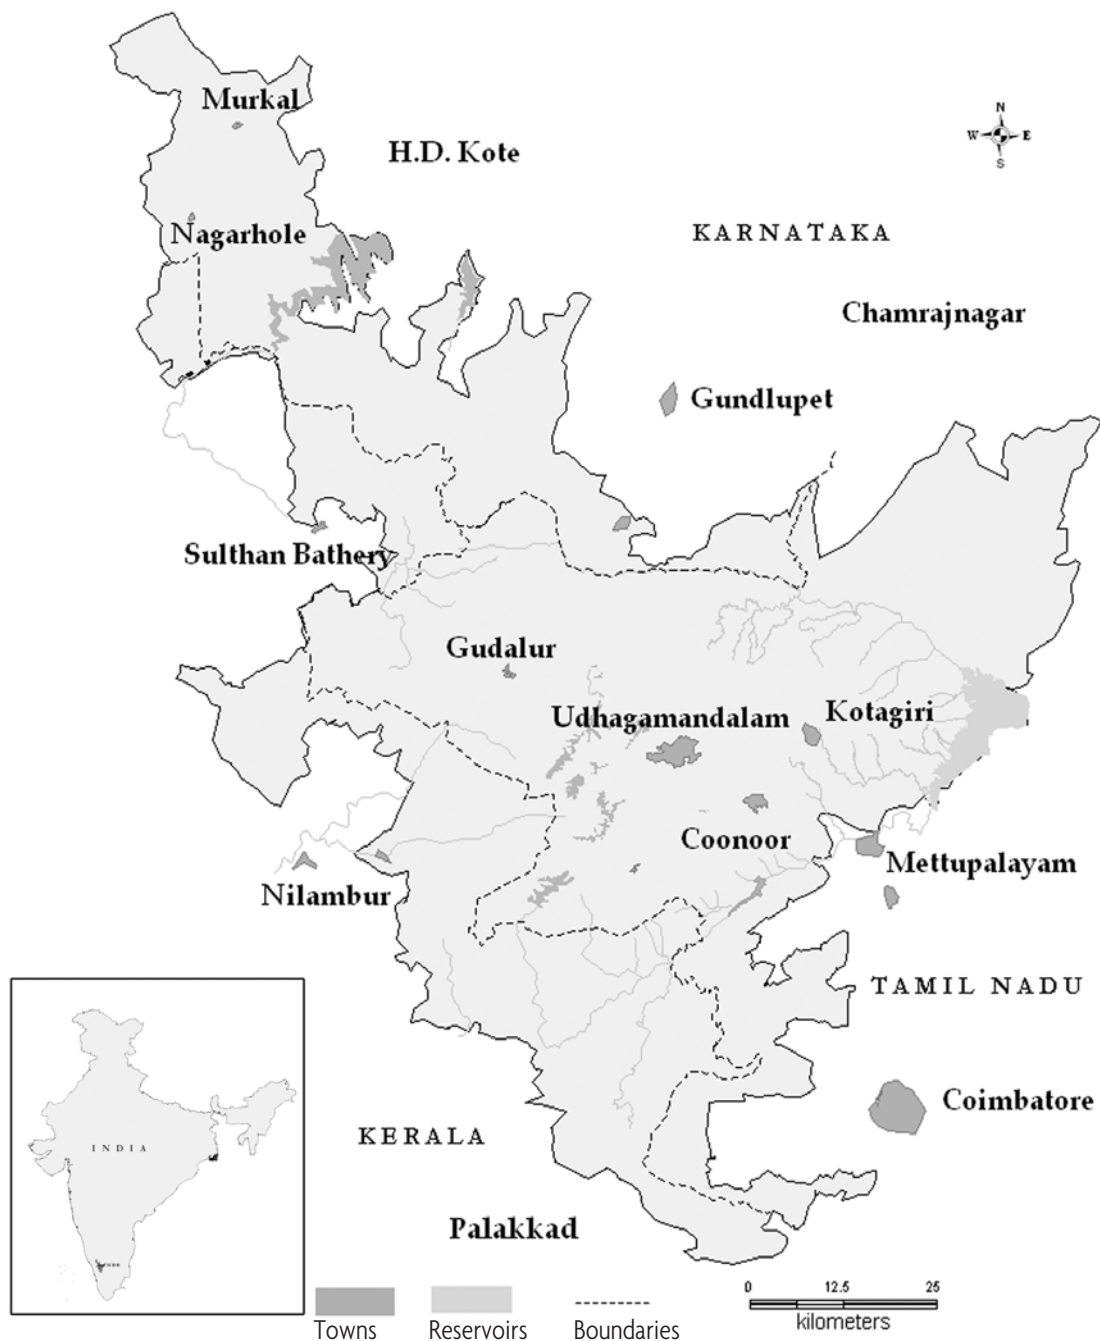 Murkal
N
W E
S
H.D. Kote
Nagarhole
KARNATAKA
Chamrajnagar
Gundlupet
Sulthan Bathery
Gudalur
Udhagamandalam
Kotagiri
Coonoor
Mettupalayam
Nilambur
TAMIL NADU
Coimbatore
INDIA
KERALA
Palakkad
0 12.5 25
kilometers
Towns Reservoirs Boundaries